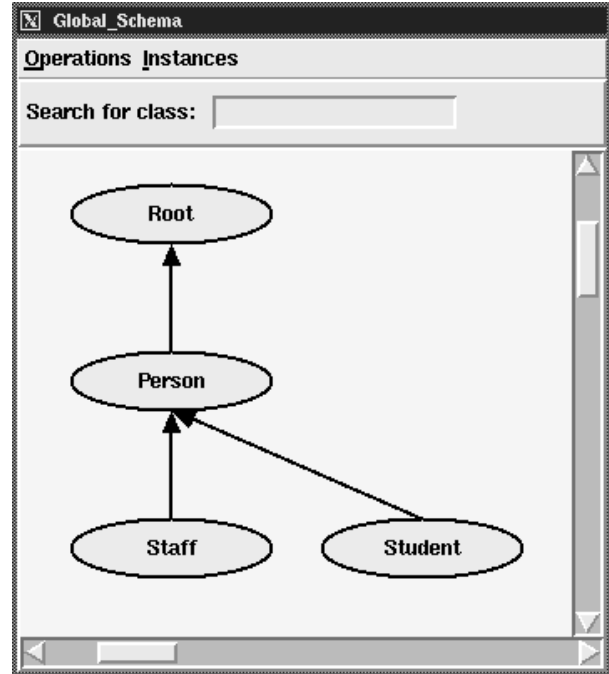 Global_Schema
Operations Instances
Search for class:
Root
Person
Staff Student